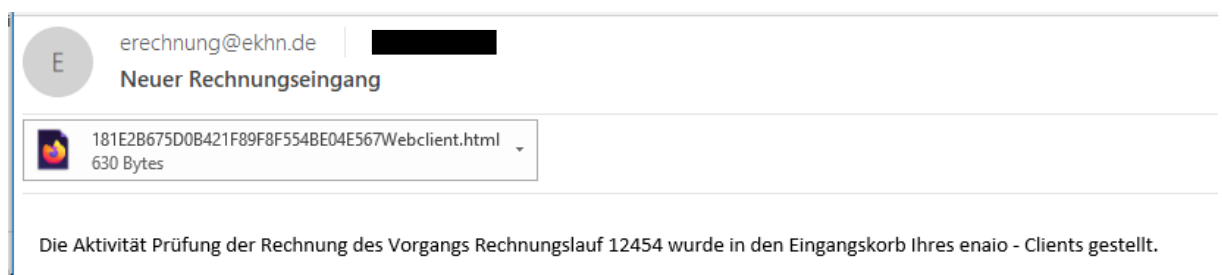 E
erechnung@ekhn.de
Neuer Rechnungseingang
181E2B675D0B421F89F8F554BE04E567Webclient.html
630 Bytes
Die Aktivität Prüfung der Rechnung des Vorgangs Rechnungslauf 12454 wurde in den Eingangskorb Ihres enaio - Clients gestellt.